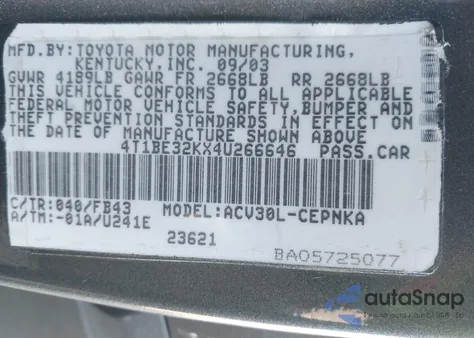 MFD.BY: TOYOTA MOTOR MANUFACTURING,
KENTUCKY, INC. 09/03
GVWR 4189LB GAWR FR 2668LB RR 2668LB
THIS VEHICLE CONFORMS TO ALL APPLICABLE
FEDERAL MOTOR VEHICLE SAFETY, BUMPER AND
THEFT PREVENTION STANDARDS IN EFFECT ON
THE DATE OF MANUFACTURE SHOWN ABOVE
4T1BE32KX4U266646 PASS.CAR
C/TR: 040/FB43 MODEL: ACV30L-CEPNKA
A/TM: -01A/U241E
23621
BA05725077
autoSnap